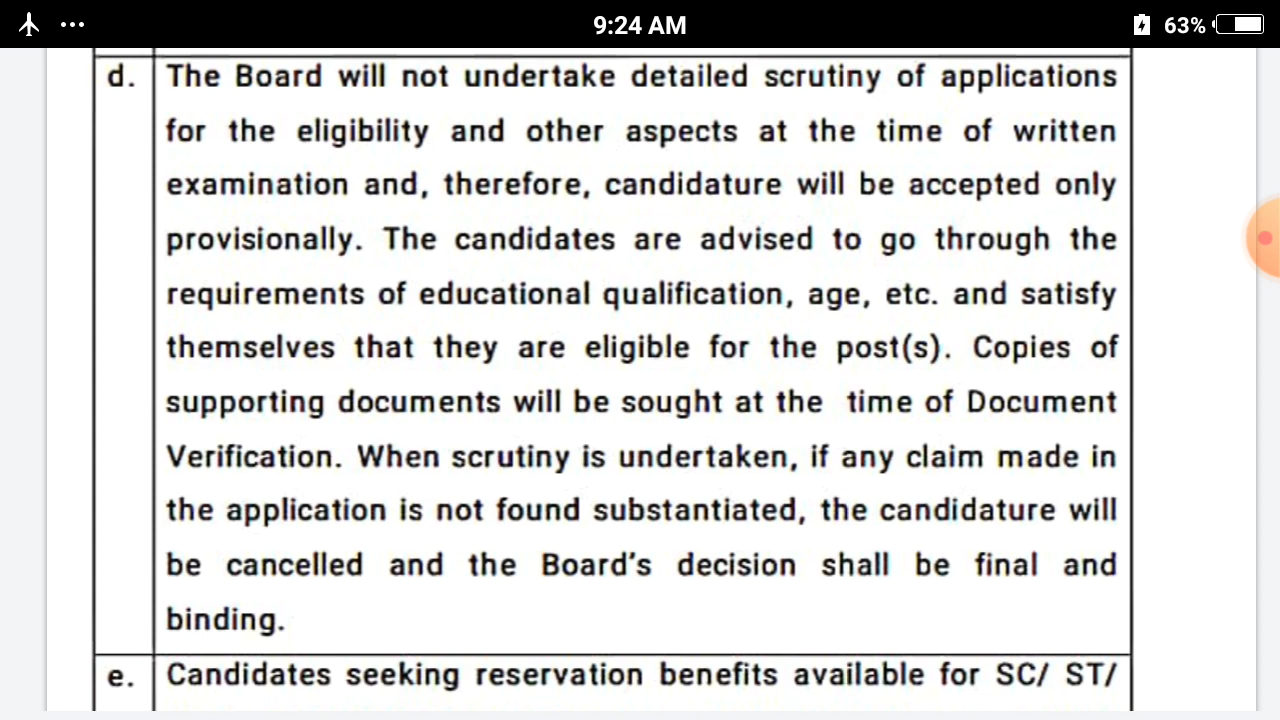 9:24 AM
63%
d. The Board will not undertake detailed scrutiny of applications
for the eligibility and other aspects at the time of written
examination and, therefore, candidature will be accepted only
provisionally. The candidates are advised to go through the
requirements of educational qualification, age, etc. and satisfy
themselves that they are eligible for the post(s). Copies of
supporting documents will be sought at the time of Document
Verification. When scrutiny is undertaken, if any claim made in
the application is not found substantiated, the candidature will
be cancelled and the Board's decision shall be final and
binding.
e. Candidates seeking reservation benefits available for SC/ ST/